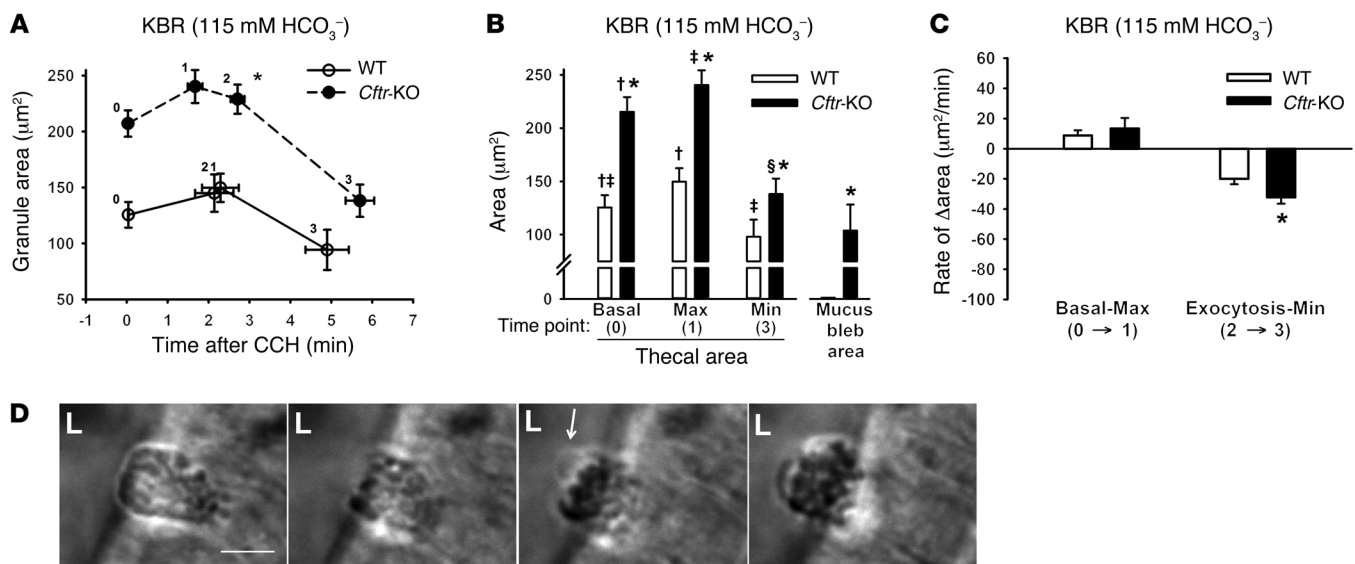 A
KBR (115 mM HCO₃⁻)
WT
Cftr-KO
Granule area (μm²)
250
200
150
100
50
0
1
2
*
3
0
21
3
-1 0 1 2 3 4 5 6 7
Time after CCH (min)
B
KBR (115 mM HCO₃⁻)
WT
Cftr-KO
Area (μm²)
250
200
150
100
0
†‡
†*
†
‡*
‡
§*
*
Basal Max Min Mucus
Time point: (0) (1) (3) bleb
area
Thecal area
C
KBR (115 mM HCO₃⁻)
WT
Cftr-KO
Rate of Δarea (μm²/min)
60
40
20
0
-20
-40
-60
-80
-100
*
Basal-Max Exocytosis-Min
(0 → 1) (2 → 3)
D
L L L L